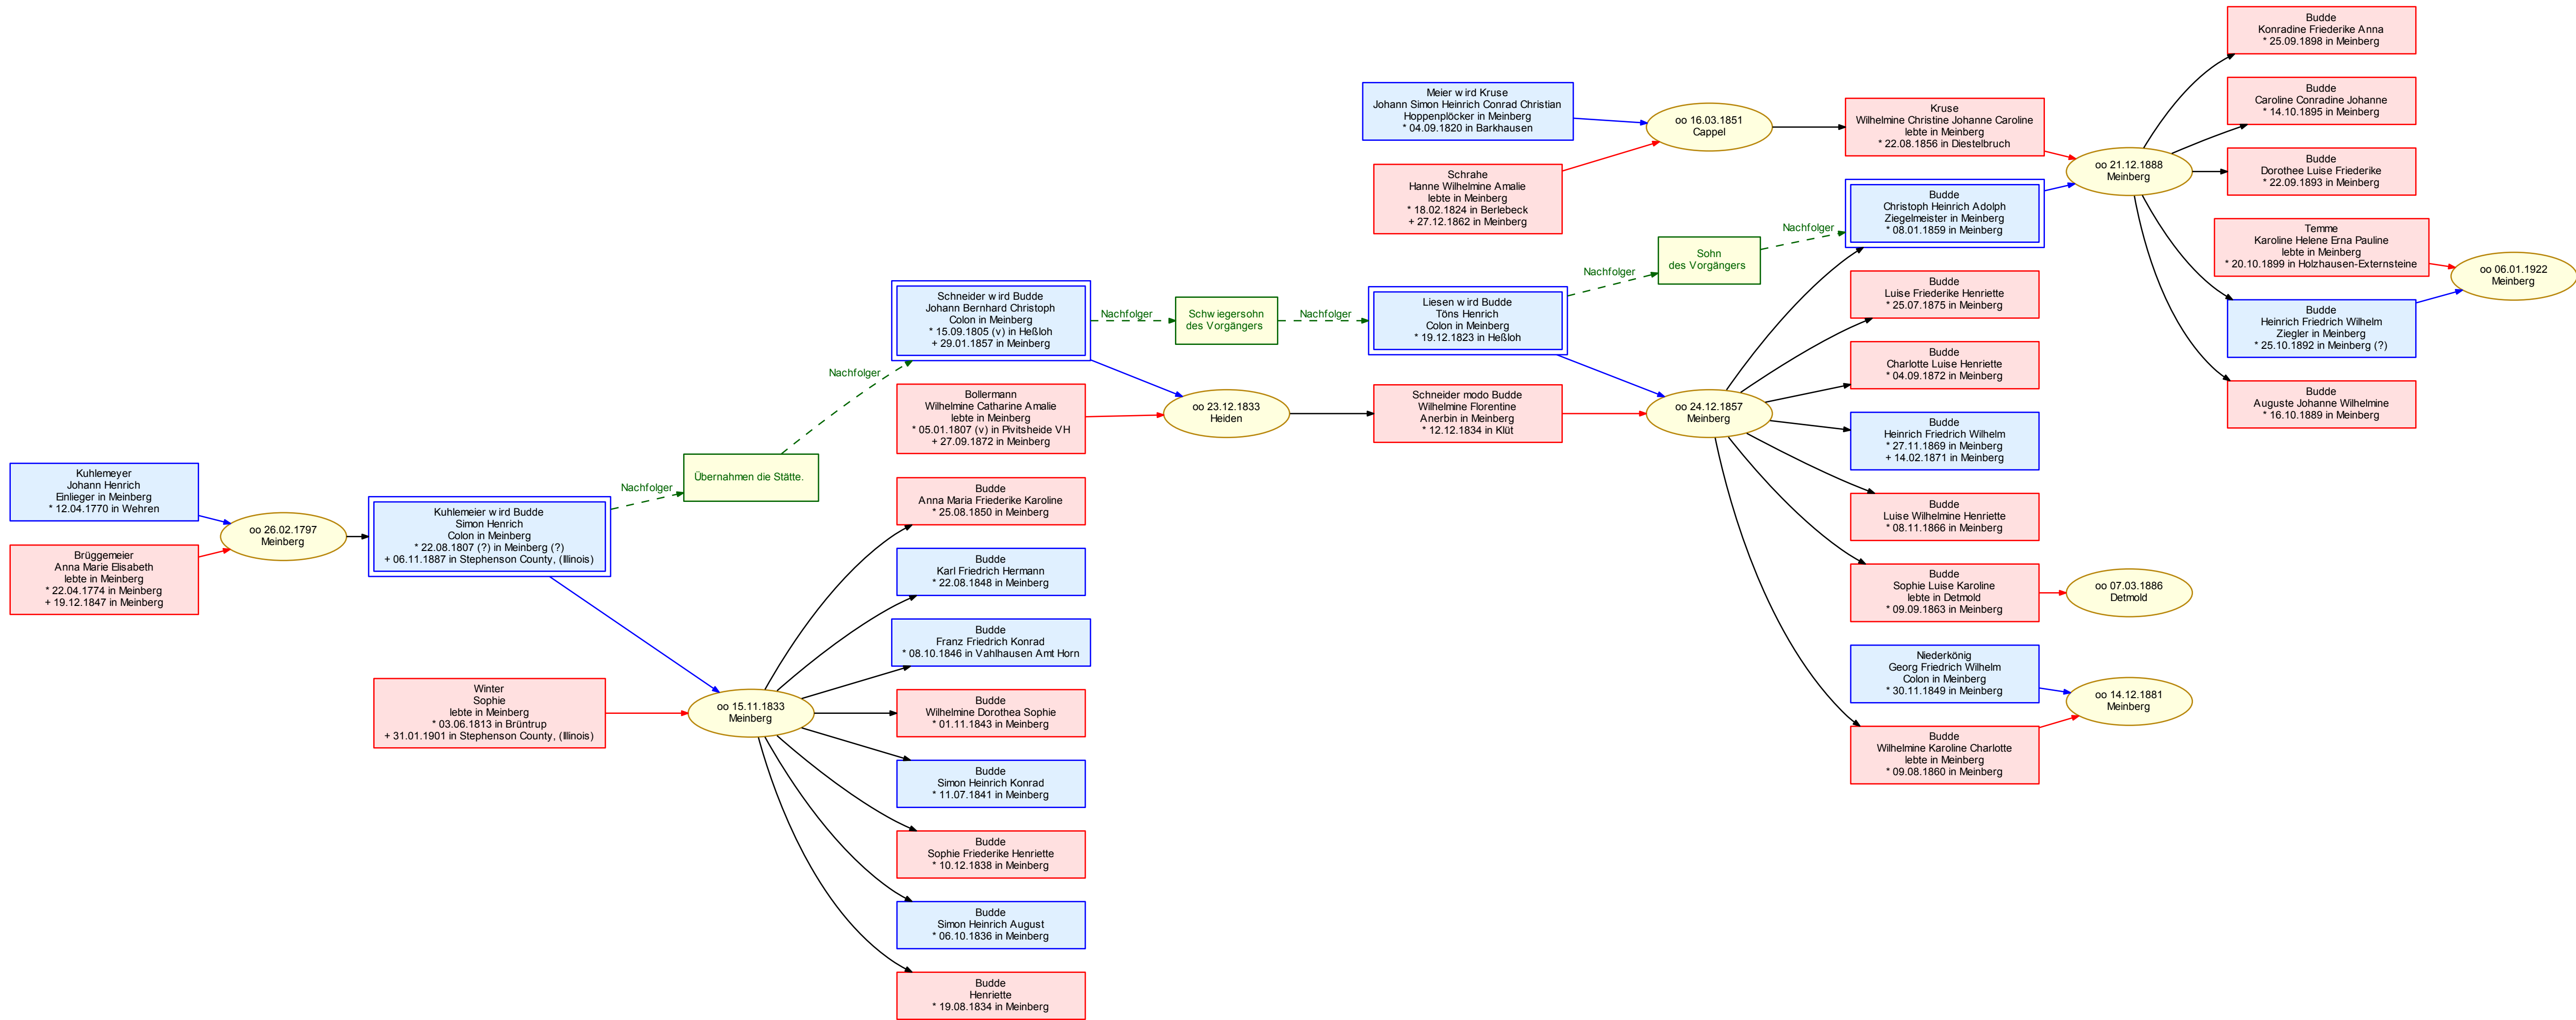 Kuhlemeyer
Johann Henrich
Einlieger in Meinberg
* 12.04.1770 in Wehren
Brüggemeier
Anna Marie Elisabeth
lebte in Meinberg
* 22.04.1774 in Meinberg
+ 19.12.1847 in Meinberg
oo 26.02.1797
Meinberg
Kuhlemeier wird Budde
Simon Henrich
Colon in Meinberg
* 22.08.1807 (?) in Meinberg (?)
+ 06.11.1887 in Stephenson County, (Illinois)
Winter
Sophie
lebte in Meinberg
* 03.06.1813 in Brüntrup
+ 31.01.1901 in Stephenson County, (Illinois)
Nachfolger
Übernahmen die Stätte.
Nachfolger
oo 15.11.1833
Meinberg
Schneider wird Budde
Johann Bernhard Christoph
Colon in Meinberg
* 15.09.1805 (v) in Heßloh
+ 29.01.1857 in Meinberg
Bollermann
Wilhelmine Catharine Amalie
lebte in Meinberg
* 05.01.1807 (v) in Pivitsheide VH
+ 27.09.1872 in Meinberg
Budde
Anna Maria Friederike Karoline
* 25.08.1850 in Meinberg
Budde
Karl Friedrich Hermann
* 22.08.1848 in Meinberg
Budde
Franz Friedrich Konrad
* 08.10.1846 in Vahlhausen Amt Horn
Budde
Wilhelmine Dorothea Sophie
* 01.11.1843 in Meinberg
Budde
Simon Heinrich Konrad
* 11.07.1841 in Meinberg
Budde
Sophie Friederike Henriette
* 10.12.1838 in Meinberg
Budde
Simon Heinrich August
* 06.10.1836 in Meinberg
Budde
Henriette
* 19.08.1834 in Meinberg
Nachfolger
Schwiegersohn
des Vorgängers
Nachfolger
oo 23.12.1833
Heiden
Meier wird Kruse
Johann Simon Heinrich Conrad Christian
Hoppenplöcker in Meinberg
* 04.09.1820 in Barkhausen
Schrahe
Hanne Wilhelmine Amalie
lebte in Meinberg
* 18.02.1824 in Berlebeck
+ 27.12.1862 in Meinberg
Liesen wird Budde
Töns Henrich
Colon in Meinberg
* 19.12.1823 in Heßloh
Schneider modo Budde
Wilhelmine Florentine
Anerbin in Meinberg
* 12.12.1834 in Klüt
oo 16.03.1851
Cappel
Nachfolger
Sohn
des Vorgängers
Nachfolger
oo 24.12.1857
Meinberg
Kruse
Wilhelmine Christine Johanne Caroline
lebte in Meinberg
* 22.08.1856 in Diestelbruch
Budde
Christoph Heinrich Adolph
Ziegelmeister in Meinberg
* 08.01.1859 in Meinberg
Budde
Luise Friederike Henriette
* 25.07.1875 in Meinberg
Budde
Charlotte Luise Henriette
* 04.09.1872 in Meinberg
Budde
Heinrich Friedrich Wilhelm
* 27.11.1869 in Meinberg
+ 14.02.1871 in Meinberg
Budde
Luise Wilhelmine Henriette
* 08.11.1866 in Meinberg
Budde
Sophie Luise Karoline
lebte in Detmold
* 09.09.1863 in Meinberg
Niederkönig
Georg Friedrich Wilhelm
Colon in Meinberg
* 30.11.1849 in Meinberg
Budde
Wilhelmine Karoline Charlotte
lebte in Meinberg
* 09.08.1860 in Meinberg
oo 21.12.1888
Meinberg
oo 07.03.1886
Detmold
oo 14.12.1881
Meinberg
Budde
Konradine Friederike Anna
* 25.09.1898 in Meinberg
Budde
Caroline Conradine Johanne
* 14.10.1895 in Meinberg
Budde
Dorothee Luise Friederike
* 22.09.1893 in Meinberg
Temme
Karoline Helene Erna Pauline
lebte in Meinberg
* 20.10.1899 in Holzhausen-Externsteine
Budde
Heinrich Friedrich Wilhelm
Ziegler in Meinberg
* 25.10.1892 in Meinberg (?)
Budde
Auguste Johanne Wilhelmine
* 16.10.1889 in Meinberg
oo 06.01.1922
Meinberg